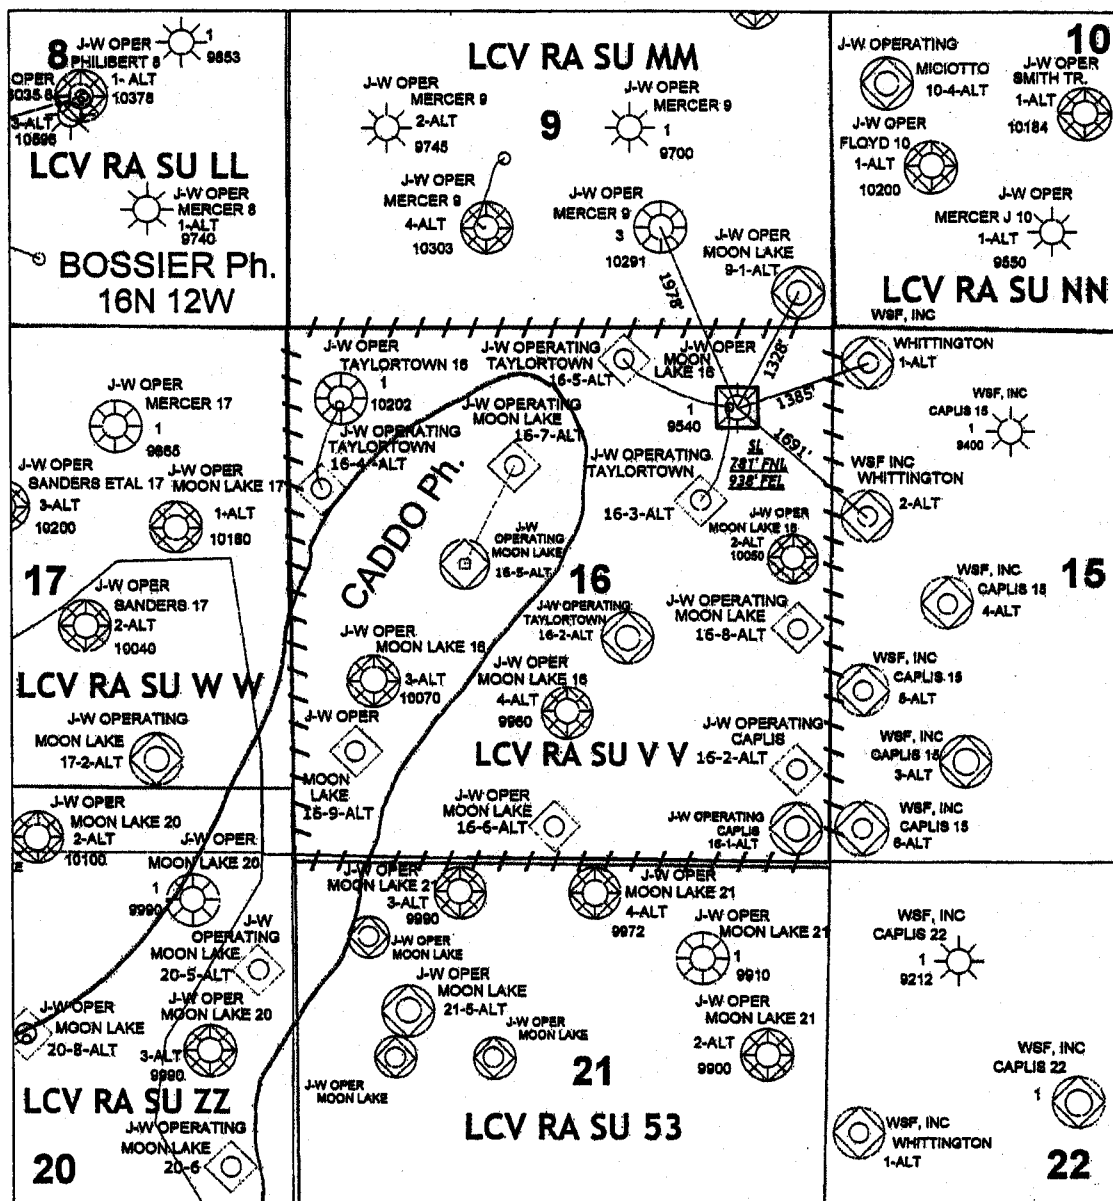 8
J-W OPER
PHILIBERT 8
1- ALT
10378
1
9853
OPER
3-ALT
10596
LCV RA SU LL
J-W OPER
MERCER 8
1-ALT
9740
BOSSIER Ph.
16N 12W
LCV RA SU MM
9
J-W OPER
MERCER 9
2-ALT
9745
J-W OPER
MERCER 9
1
9700
J-W OPER
MERCER 9
4-ALT
10303
J-W OPER
MERCER 9
3
10291
J-W OPER
MOON LAKE
9-1-ALT
1978'
1328'
1385'
1691'
10
J-W OPERATING
MICIOTTO
10-4-ALT
J-W OPER
SMITH TR.
1-ALT
10184
J-W OPER
FLOYD 10
1-ALT
10200
J-W OPER
MERCER J 10
1-ALT
9550
LCV RA SU NN
WSF, INC
WHITTINGTON
1-ALT
J-W OPER
MERCER 17
1
9865
J-W OPER
SANDERS ETAL 17
3-ALT
10200
J-W OPER
MOON LAKE 17
1-ALT
10180
17
J-W OPER
SANDERS 17
2-ALT
10040
LCV RA SU W W
J-W OPERATING
MOON LAKE
17-2-ALT
J-W OPER
TAYLORTOWN 16
1
10202
J-W OPERATING
TAYLORTOWN
16-4-ALT
J-W OPERATING
TAYLORTOWN
16-5-ALT
J-W OPERATING
MOON LAKE
16-7-ALT
J-W OPER
MOON
LAKE 16
1
9540
SL
781' FNL
938' FEL
J-W OPERATING
TAYLORTOWN
16-3-ALT
J-W OPER
MOON LAKE 16
2-ALT
10050
CADDO Ph.
J-W
OPERATING
MOON LAKE
16-5-ALT
16
J-W OPERATING
TAYLORTOWN
16-2-ALT
J-W OPERATING
MOON LAKE
16-8-ALT
J-W OPER
MOON LAKE 16
3-ALT
10070
J-W OPER
MOON LAKE 16
4-ALT
9960
J-W OPER
MOON
LAKE
16-9-ALT
LCV RA SU V V
J-W OPERATING
CAPLIS
16-2-ALT
J-W OPER
MOON LAKE
16-6-ALT
J-W OPERATING
CAPLIS
16-1-ALT
WSF, INC
CAPLIS 15
1
9400
WSF INC
WHITTINGTON
2-ALT
15
WSF, INC
CAPLIS 15
4-ALT
WSF, INC
CAPLIS 15
5-ALT
WSF, INC
CAPLIS 15
3-ALT
WSF, INC
CAPLIS 15
6-ALT
J-W OPER
MOON LAKE 20
2-ALT
10100
J-W OPER
MOON LAKE 20
1
9990
J-W
OPERATING
MOON LAKE
20-5-ALT
J-W OPER
MOON LAKE
20-8-ALT
J-W OPER
MOON LAKE 20
3-ALT
9990
LCV RA SU ZZ
J-W OPERATING
MOON LAKE
20-6
20
J-W OPER
MOON LAKE 21
3-ALT
9990
J-W OPER
MOON LAKE 21
4-ALT
9972
J-W OPER
MOON LAKE
J-W OPER
MOON LAKE 21
1
9910
J-W OPER
MOON LAKE
21-5-ALT
J-W OPER
MOON LAKE
J-W OPER
MOON LAKE 21
2-ALT
9900
J-W OPER
MOON LAKE
21
LCV RA SU 53
WSF, INC
CAPLIS 22
1
9212
WSF, INC
CAPLIS 22
1
WSF, INC
WHITTINGTON
1-ALT
22